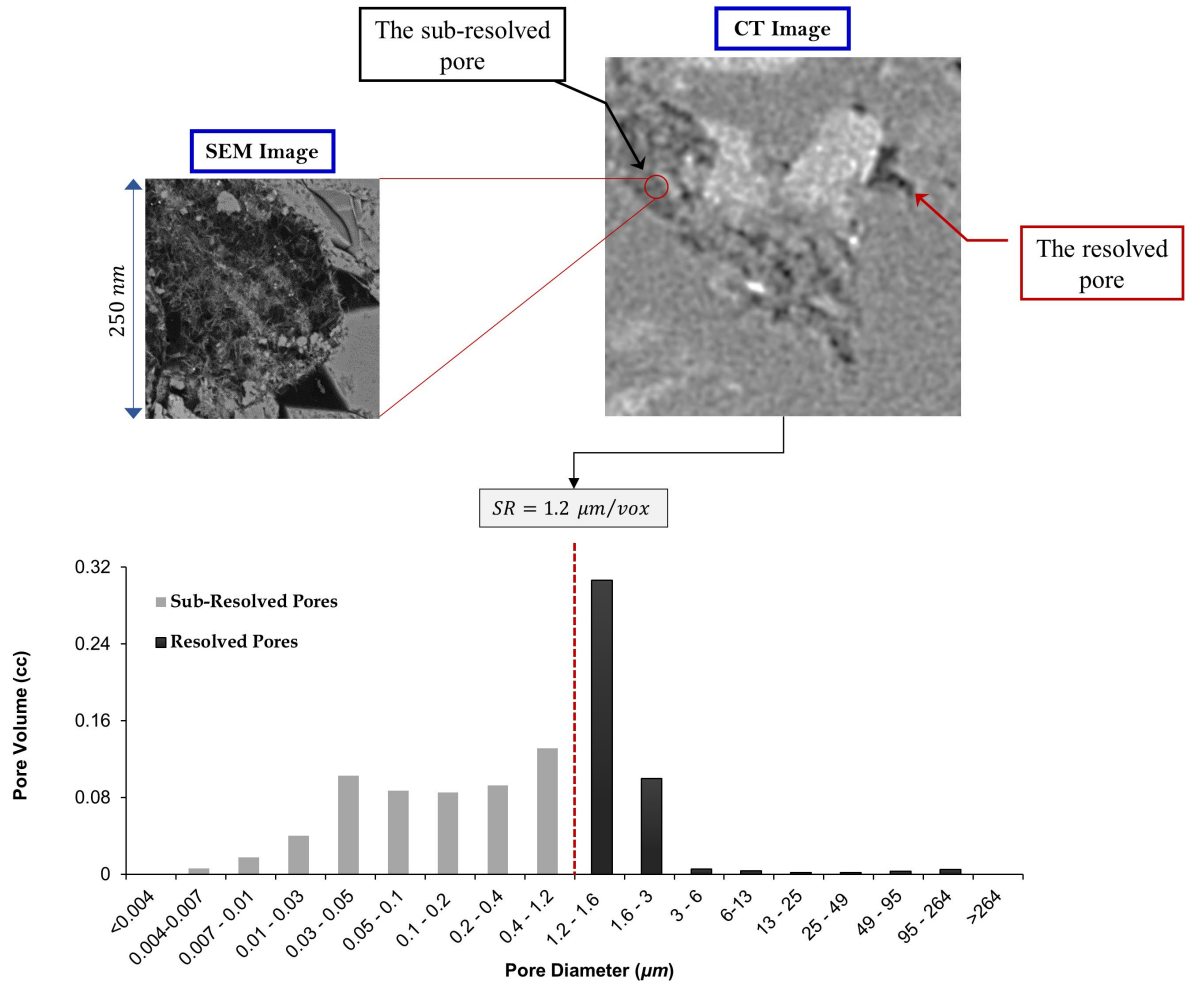 The sub-resolved
pore
CT Image
SEM Image
250 nm
The resolved
pore
SR = 1.2 μm/vox
0.32
0.24
0.16
0.08
0
Pore Volume (cc)
Sub-Resolved Pores
Resolved Pores
<0.004
0.004-0.007
0.007 - 0.01
0.01 - 0.03
0.03 - 0.05
0.05 - 0.1
0.1 - 0.2
0.2 - 0.4
0.4 - 1.2
1.2 - 1.6
1.6 - 3
3 - 6
6-13
13 - 25
25 - 49
49 - 95
95 - 264
>264
Pore Diameter (μm)